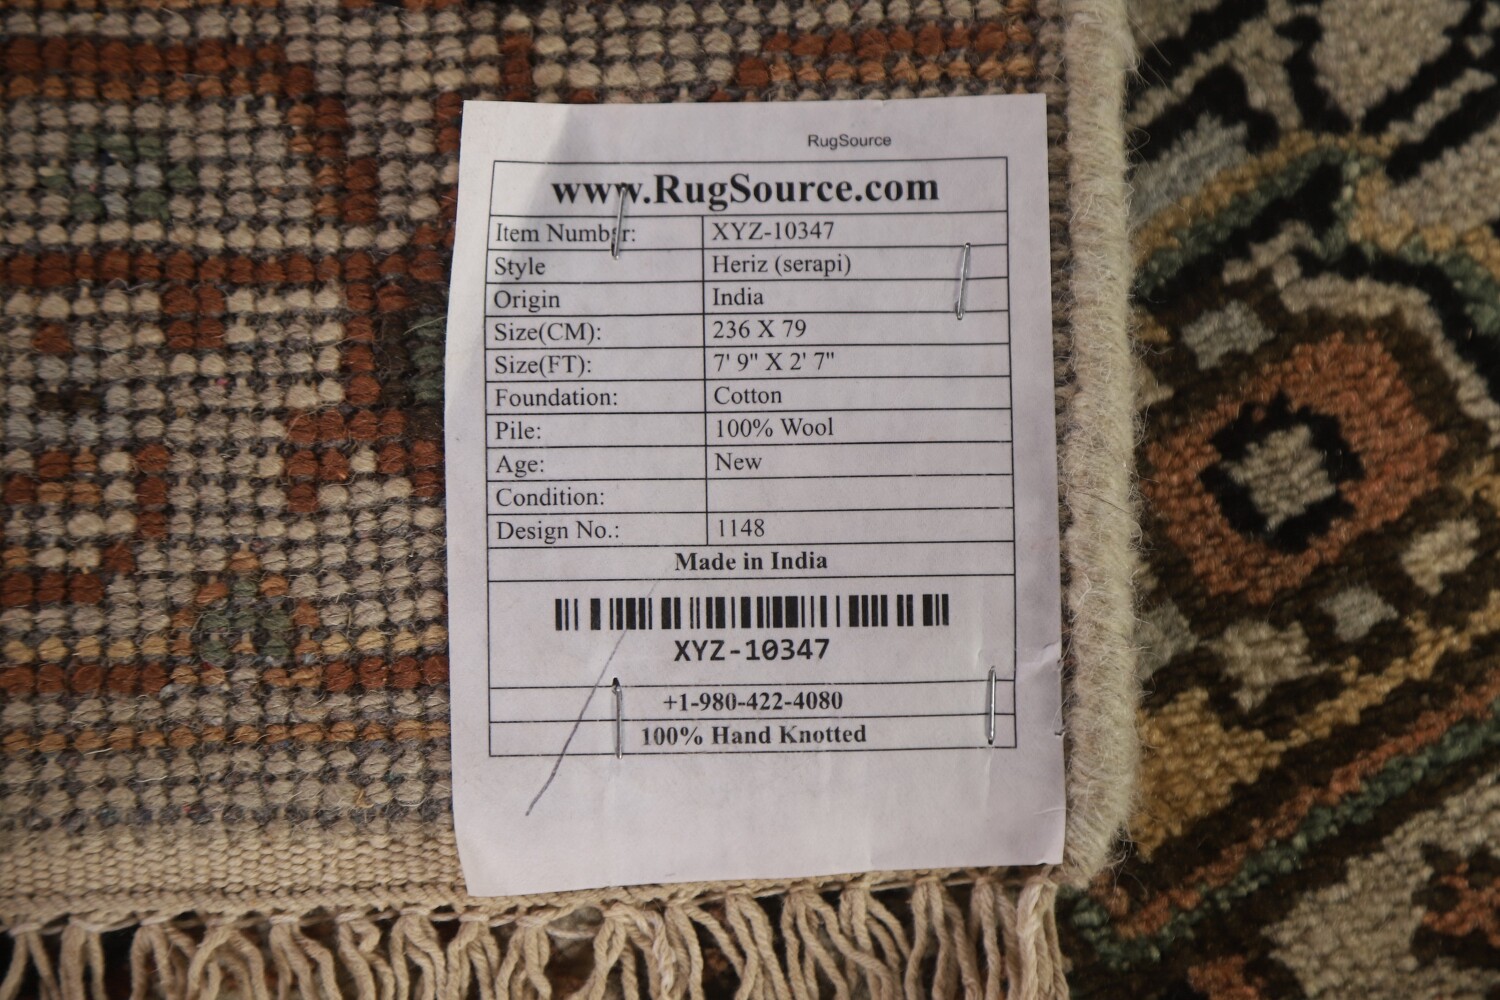 RugSource
www.RugSource.com
Item Number: XYZ-10347
Style Heriz (serapi)
Origin India
Size(CM): 236 X 79
Size(FT): 7' 9" X 2' 7"
Foundation: Cotton
Pile: 100% Wool
Age: New
Condition:
Design No.: 1148
Made in India
XYZ-10347
+1-980-422-4080
100% Hand Knotted